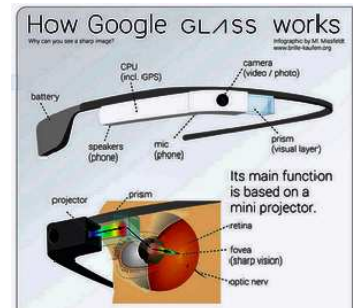 How Google GLASS works
Why can you see a sharp image?
Infographic by M. Missfeldt
www.brille-kaufen.org
CPU
(incl. GPS)
camera
(video / photo)
battery
speakers
(phone)
mic
(phone)
prism
(visual layer)
Its main function
is based on a
mini projector.
projector
prism
retina
fovea
(sharp vision)
optic nerv